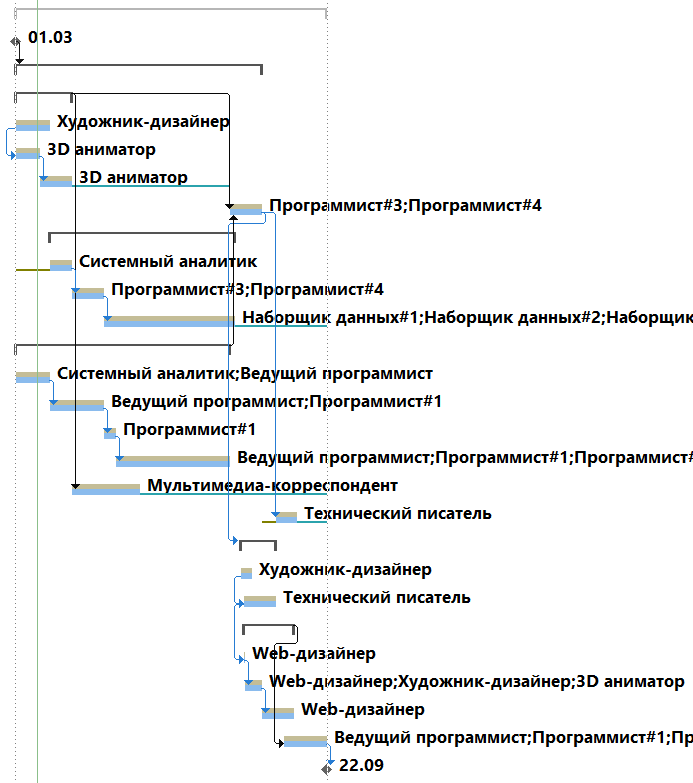 01.03
Художник-дизайнер
3D аниматор
3D аниматор
Программист#3;Программист#4
Системный аналитик
Программист#3;Программист#4
Наборщик данных#1;Наборщик данных#2;Наборщик
Системный аналитик;Ведущий программист
Ведущий программист;Программист#1
Программист#1
Ведущий программист;Программист#1;Программист#
Мультимедиа-корреспондент
Технический писатель
Художник-дизайнер
Технический писатель
Web-дизайнер
Web-дизайнер;Художник-дизайнер;3D аниматор
Web-дизайнер
Ведущий программист;Программист#1;Пр
22.09